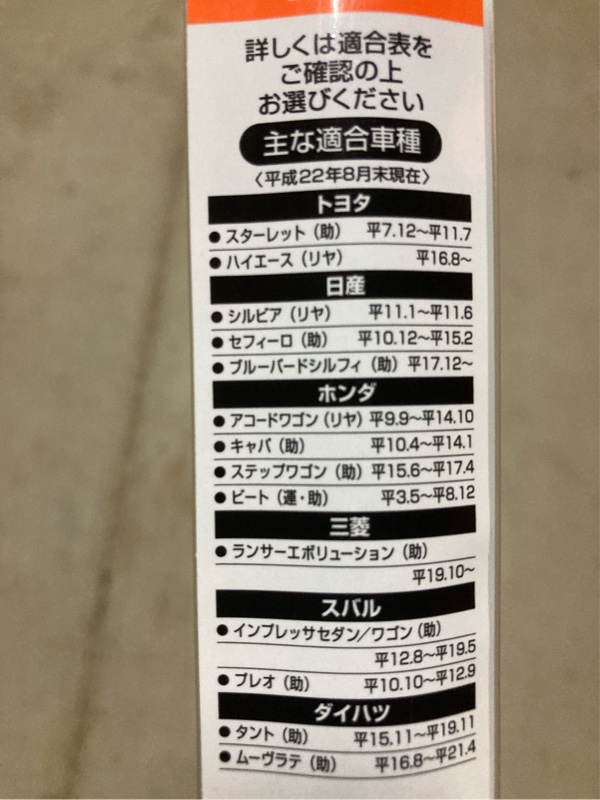 詳しくは適合表を
ご確認の上
お選びください
主な適合車種
〈平成22年8月末現在〉
トヨタ
●スターレット（助） 平7.12〜平11.7
●ハイエース（リヤ） 平16.8〜
日産
●シルビア（リヤ） 平11.1〜平11.6
●セフィーロ（助） 平10.12〜平15.2
●ブルーバードシルフィ（助） 平17.12〜
ホンダ
●アコードワゴン（リヤ） 平9.9〜平14.10
●キャパ（助） 平10.4〜平14.1
●ステップワゴン（助） 平15.6〜平17.4
●ビート（運・助） 平3.5〜平8.12
三菱
●ランサーエボリューション（助）
平19.10〜
スバル
●インプレッサセダン／ワゴン（助）
平12.8〜平19.5
●プレオ（助） 平10.10〜平12.9
ダイハツ
●タント（助） 平15.11〜平19.11
●ムーヴラテ（助） 平16.8〜平21.4